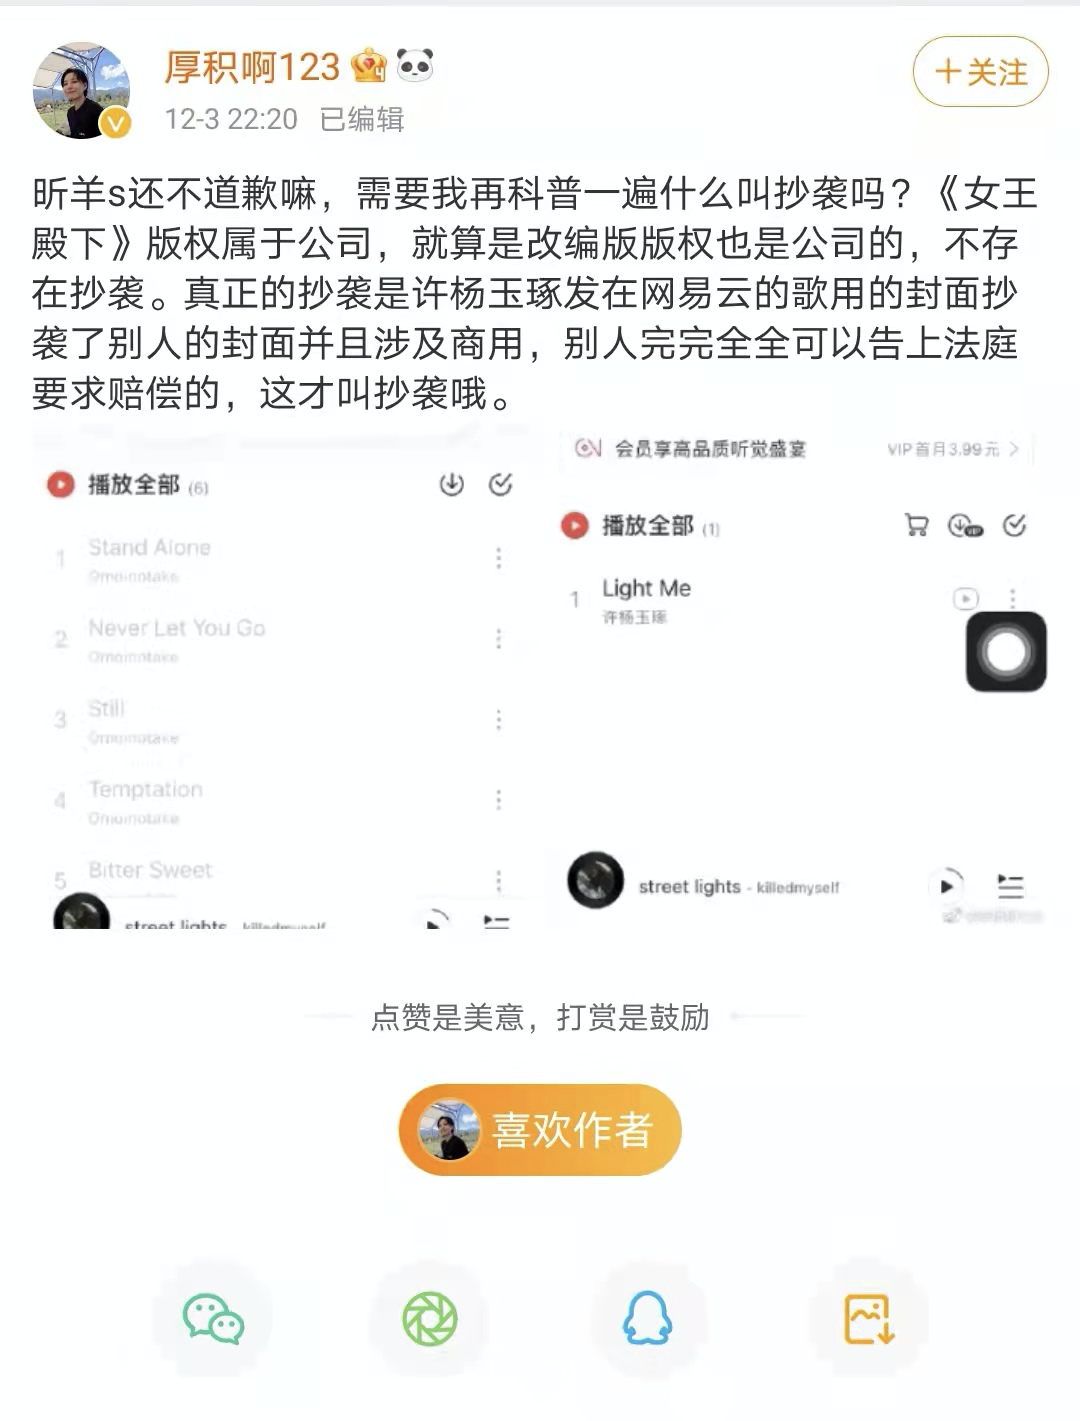 厚积啊123
+关注
12-3 22:20 已编辑
昕羊s还不道歉嘛，需要我再科普一遍什么叫抄袭吗？《女王
殿下》版权属于公司，就算是改编版版权也是公司的，不存
在抄袭。真正的抄袭是许杨玉琢发在网易云的歌用的封面抄
袭了别人的封面并且涉及商用，别人完完全全可以告上法庭
要求赔偿的，这才叫抄袭哦。
播放全部 (6)
1 Stand Alone
Omoinotake
2 Never Let You Go
Omoinotake
3 Still
Omoinotake
4 Temptation
Omoinotake
5 Bitter Sweet
street lights - killedmyself
会员享高品质听觉盛宴 VIP首月3.99元 >
播放全部 (1)
VIP
1 Light Me
许杨玉琢
street lights - killedmyself
点赞是美意，打赏是鼓励
喜欢作者